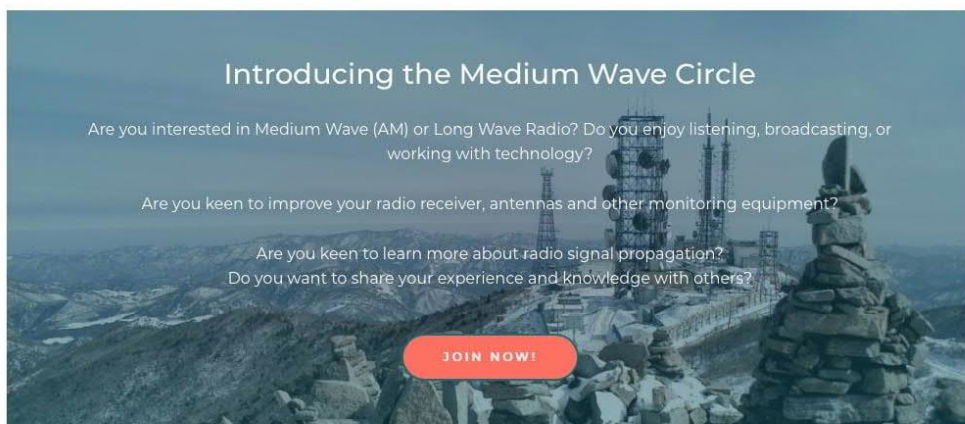 Introducing the Medium Wave Circle
Are you interested in Medium Wave (AM) or Long Wave Radio? Do you enjoy listening, broadcasting, or
working with technology?
Are you keen to improve your radio receiver, antennas and other monitoring equipment?
Are you keen to learn more about radio signal propagation?
Do you want to share your experience and knowledge with others?
JOIN NOW!